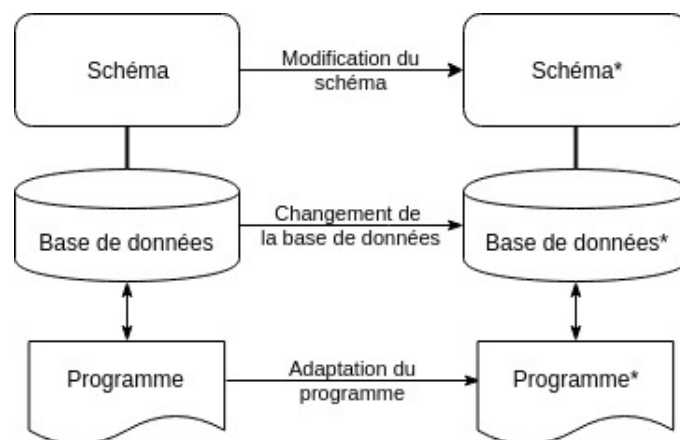 Schéma
Modification du
schéma
Schéma*
Base de données
Changement de
la base de données
Base de données*
Programme
Adaptation du
programme
Programme*